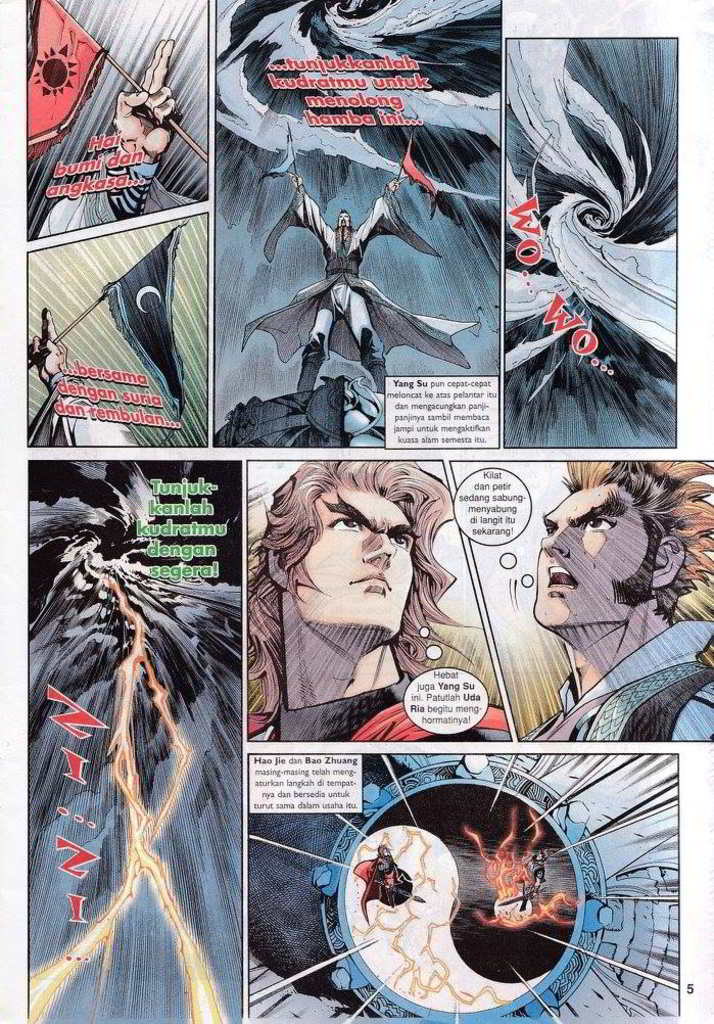 Hai
bumi dan
angkasa...
...bersama
dengan suria
dan rembulan...
...tunjukkanlah
kudratmu untuk
menolong
hamba ini...
Yang Su pun cepat-cepat
meloncat ke atas pelantar itu
dan mengacungkan panji-
panjinya sambil membaca
jampi untuk mengaktifkan
kuasa alam semesta itu.
WO...
WO...
Tunjuk-
kanlah
kudratmu
dengan
segera!
ZI...
ZI...
Hebat
juga Yang Su
ini. Patutlah Uda
Ria begitu meng-
hormatinya!
Kilat
dan petir
sedang sabung-
menyabung
di langit itu
sekarang!
Hao Jie dan Bao Zhuang
masing-masing telah meng-
aturkan langkah di tempat-
nya dan bersedia untuk
turut sama dalam usaha itu.
5